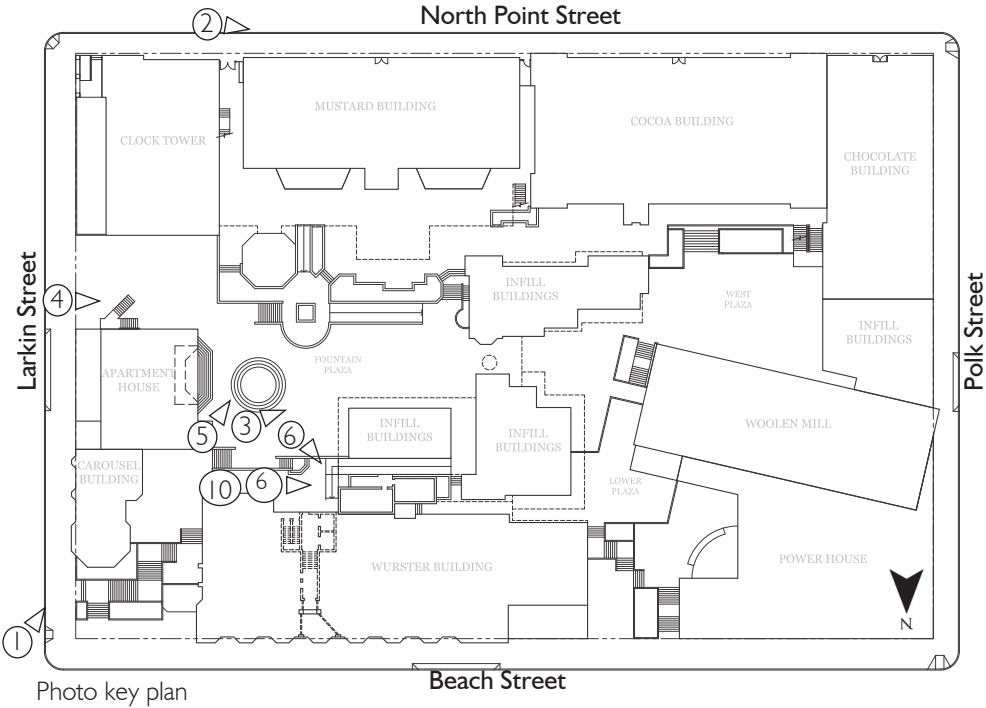 North Point Street
2
MUSTARD BUILDING
CLOCK TOWER
COCOA BUILDING
CHOCOLATE
BUILDING
Larkin Street
4
INFILL
BUILDINGS
WEST
PLAZA
Polk Street
INFILL
BUILDINGS
FOUNTAIN
PLAZA
APARTMENT
HOUSE
5
3
6
INFILL
BUILDINGS
INFILL
BUILDINGS
WOOLEN MILL
CAROUSEL
BUILDING
10
6
LOWER
PLAZA
WURSTER BUILDING
POWER HOUSE
N
1
Beach Street
Photo key plan